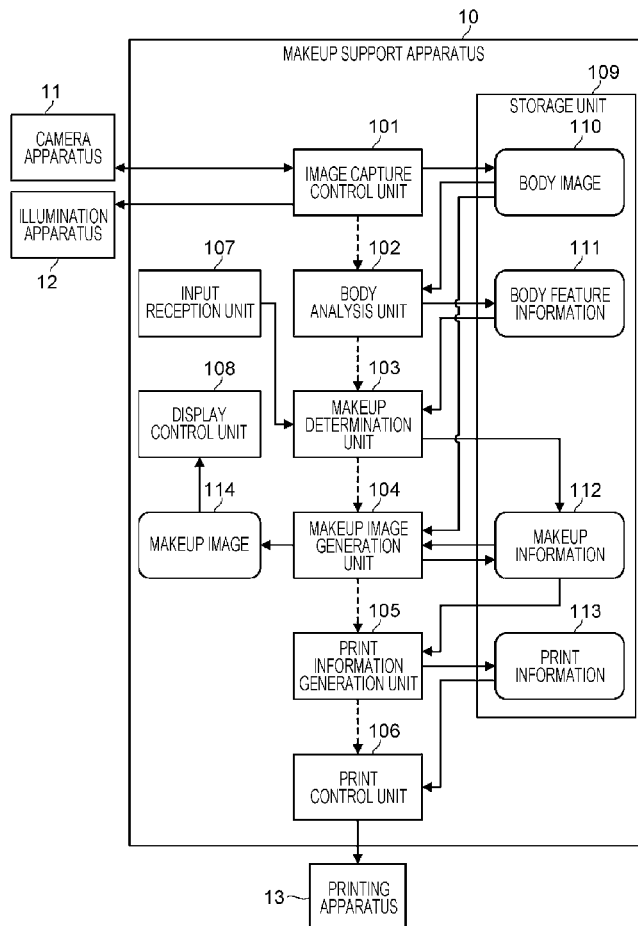 10
MAKEUP SUPPORT APPARATUS
109
STORAGE UNIT
11
CAMERA
APPARATUS
101
IMAGE CAPTURE
CONTROL UNIT
110
BODY IMAGE
ILLUMINATION
APPARATUS
12
107
INPUT
RECEPTION UNIT
102
BODY
ANALYSIS UNIT
111
BODY FEATURE
INFORMATION
108
DISPLAY
CONTROL UNIT
103
MAKEUP
DETERMINATION
UNIT
114
MAKEUP IMAGE
104
MAKEUP IMAGE
GENERATION
UNIT
112
MAKEUP
INFORMATION
105
PRINT
INFORMATION
GENERATION UNIT
113
PRINT
INFORMATION
106
PRINT
CONTROL UNIT
13
PRINTING
APPARATUS